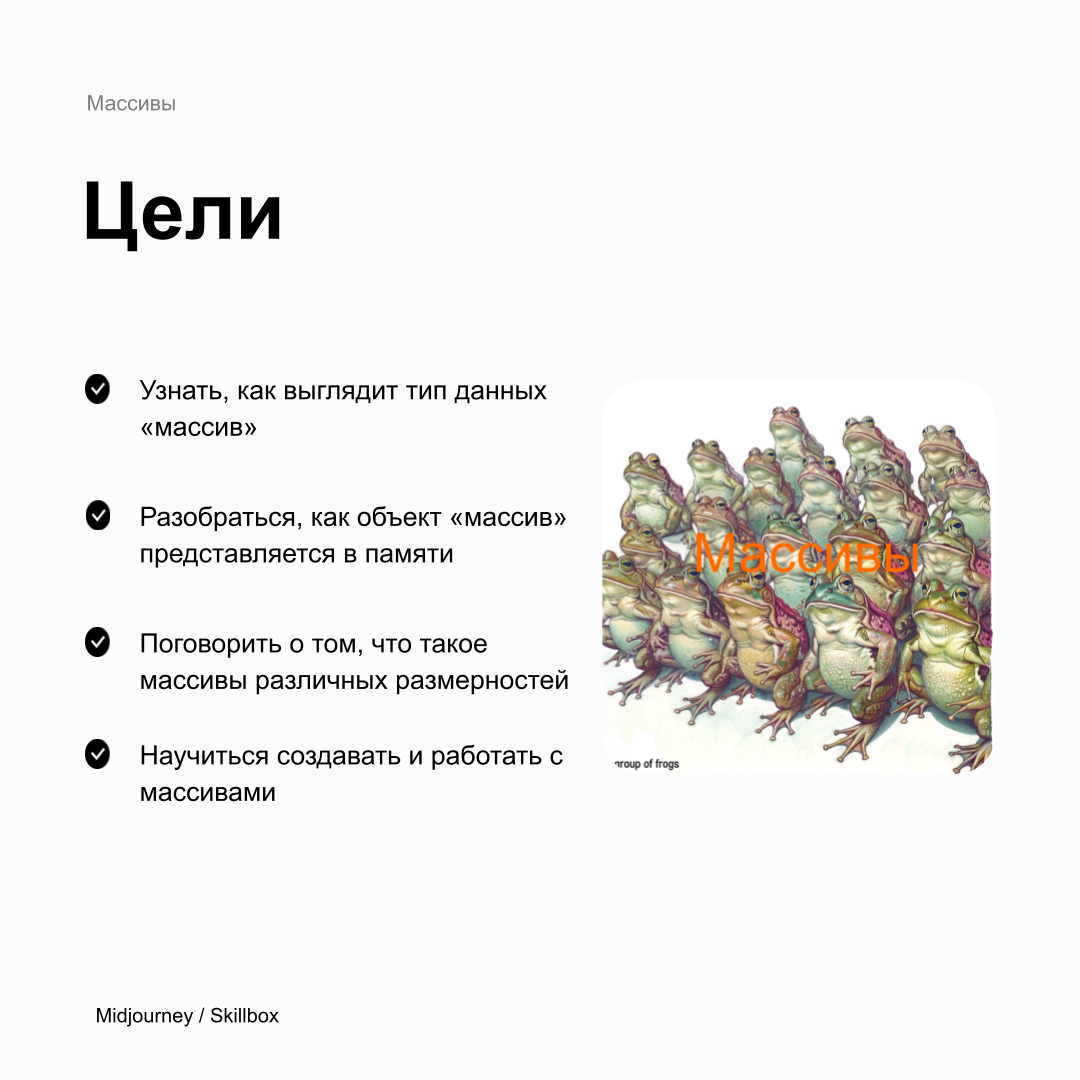 Массивы
Цели
Узнать, как выглядит тип данных
«массив»
Разобраться, как объект «массив»
представляется в памяти
Поговорить о том, что такое
массивы различных размерностей
Научиться создавать и работать с
массивами
Массивы
group of frogs
Midjourney / Skillbox